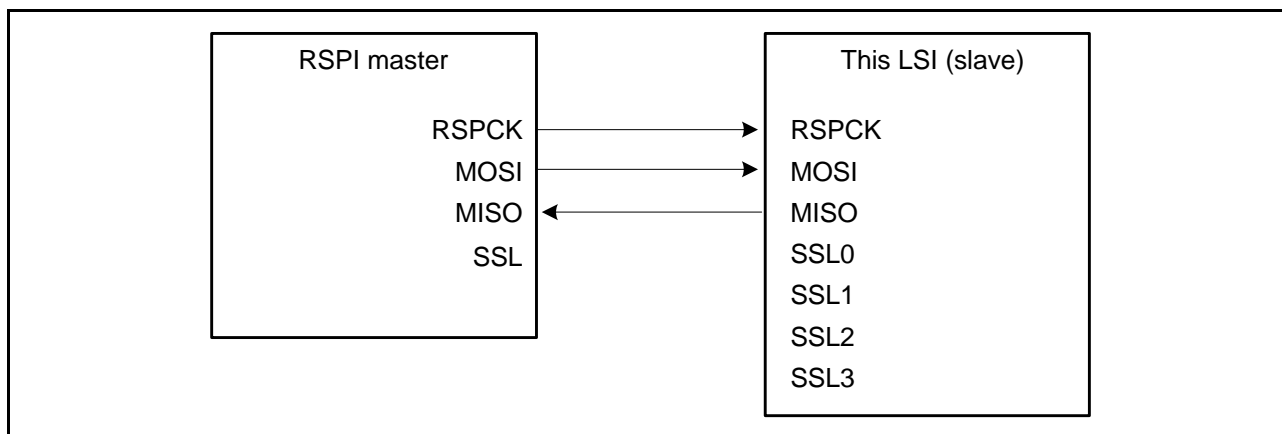 RSPI master
RSPCK
MOSI
MISO
SSL
This LSI (slave)
RSPCK
MOSI
MISO
SSL0
SSL1
SSL2
SSL3